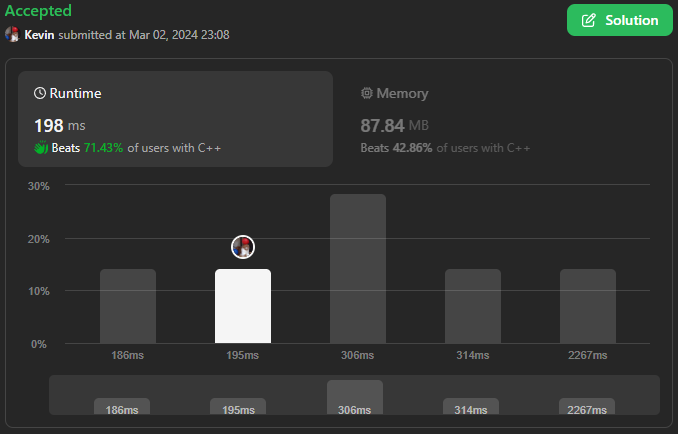 Accepted
Kevin submitted at Mar 02, 2024 23:08
Solution
Runtime
198 ms
Beats 71.43% of users with C++
Memory
87.84 MB
Beats 42.86% of users with C++
30%
20%
10%
0%
186ms 195ms 306ms 314ms 2267ms
186ms 195ms 306ms 314ms 2267ms